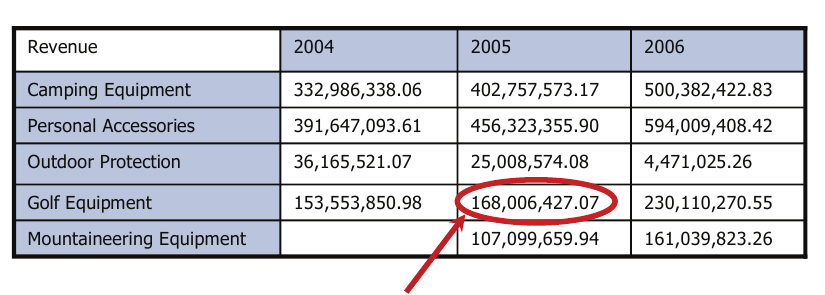 Revenue 2004 2005 2006
Camping Equipment 332,986,338.06 402,757,573.17 500,382,422.83
Personal Accessories 391,647,093.61 456,323,355.90 594,009,408.42
Outdoor Protection 36,165,521.07 25,008,574.08 4,471,025.26
Golf Equipment 153,553,850.98 168,006,427.07 230,110,270.55
Mountaineering Equipment 107,099,659.94 161,039,823.26